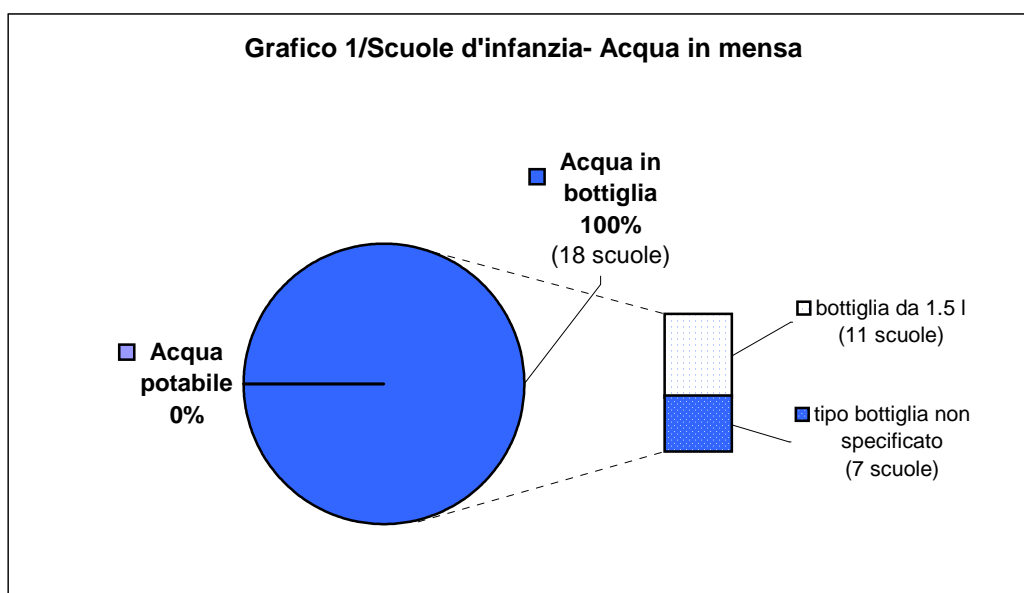 Grafico 1/Scuole d'infanzia- Acqua in mensa
Acqua in
bottiglia
100%
(18 scuole)
Acqua
potabile
0%
bottiglia da 1.5 l
(11 scuole)
tipo bottiglia non
specificato
(7 scuole)